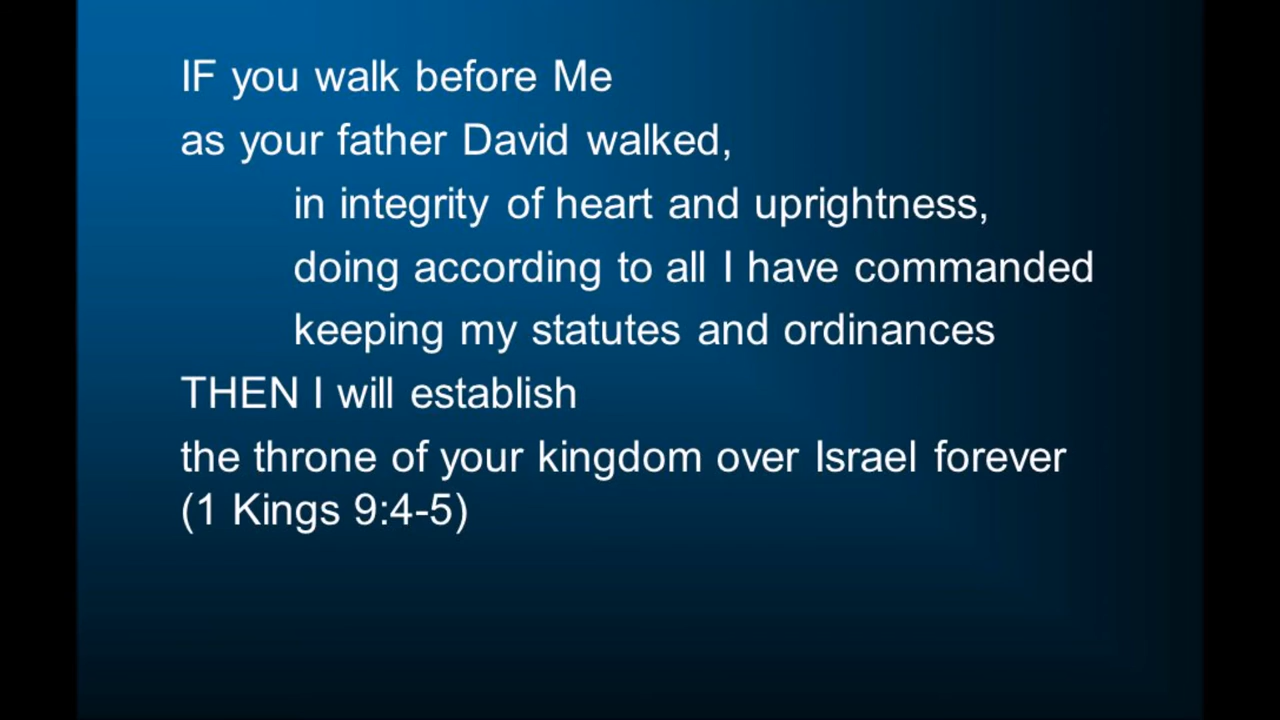 IF you walk before Me
as your father David walked,
in integrity of heart and uprightness,
doing according to all I have commanded
keeping my statutes and ordinances
THEN I will establish
the throne of your kingdom over Israel forever
(1 Kings 9:4-5)